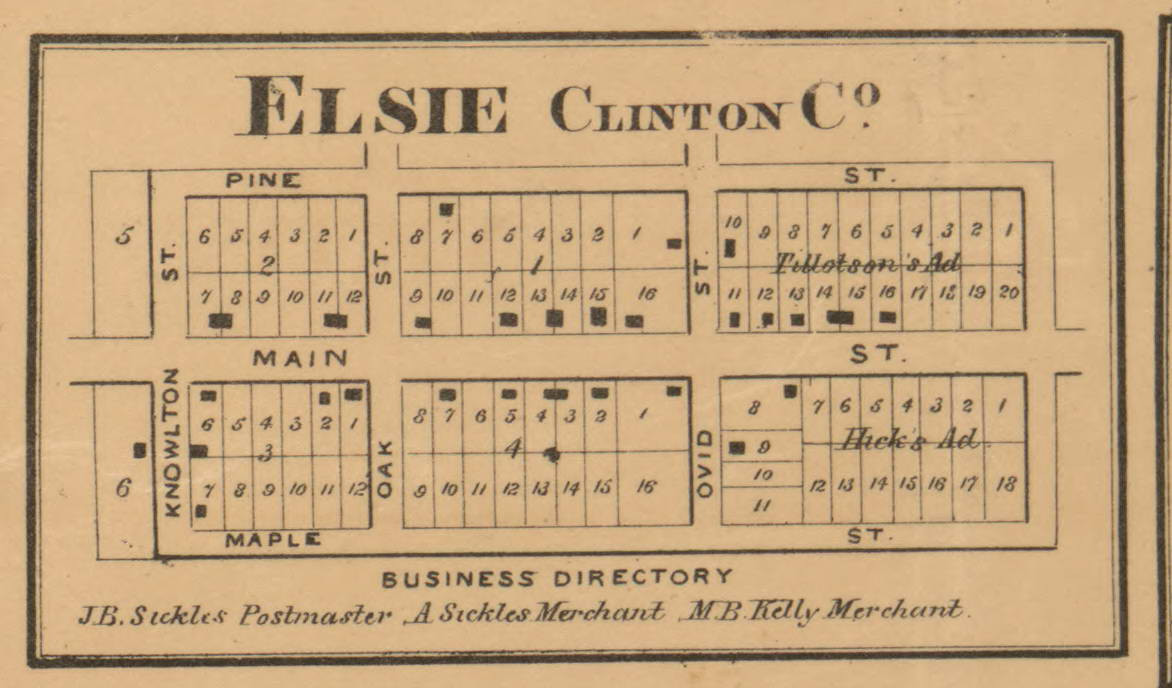 ELSIE CLINTON Cº.
PINE ST.
5 ST. 6 5 4 3 2 1 ST. 8 7 6 5 4 3 2 1 ST. 10 9 8 7 6 5 4 3 2 1
2 1 Tillotson's Ad
7 8 9 10 11 12 9 10 11 12 13 14 15 16 11 12 13 14 15 16 17 18 19 20
MAIN ST.
KNOWLTON 6 5 4 3 2 1 OAK 8 7 6 5 4 3 2 1 OVID 8 7 6 5 4 3 2 1
3 4 9 Hick's Ad.
10
6 7 8 9 10 11 12 9 10 11 12 13 14 15 16 11 12 13 14 15 16 17 18
MAPLE ST.
BUSINESS DIRECTORY
J.B. Sickles Postmaster, A Sickles Merchant, M.B. Kelly Merchant.